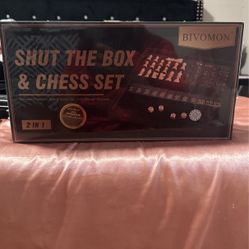 BIVOMON
SHUT THE BOX
& CHESS SET
2 IN 1